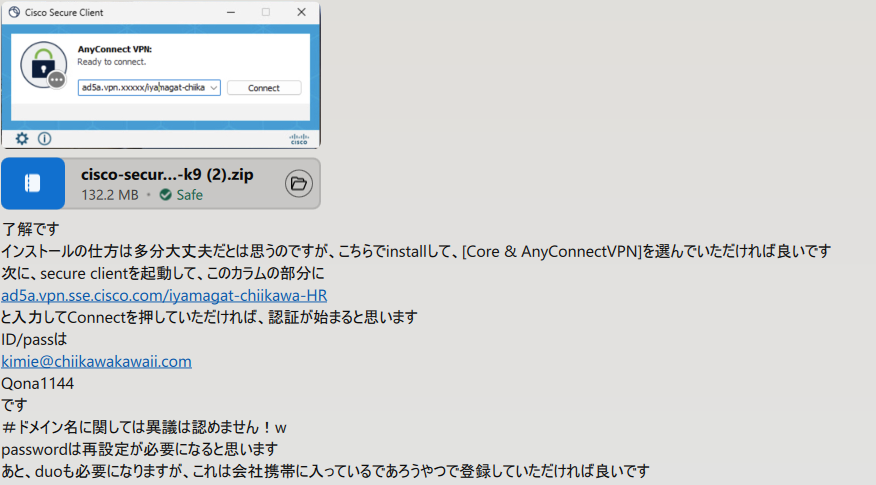 Cisco Secure Client
AnyConnect VPN:
Ready to connect.
ad5a.vpn.xxxxx/iyamagat-chiika
Connect
cisco
cisco-secur...-k9 (2).zip
132.2 MB • Safe
了解です
インストールの仕方は多分大丈夫だとは思うのですが、こちらでinstallして、[Core & AnyConnectVPN]を選んでいただければ良いです
次に、secure clientを起動して、このカラムの部分に
ad5a.vpn.sse.cisco.com/iyamagat-chiikawa-HR
と入力してConnectを押していただければ、認証が始まると思います
ID/passは
kimie@chiikawakawaii.com
Qona1144
です
＃ドメイン名に関しては異議は認めません！w
passwordは再設定が必要になると思います
あと、duoも必要になりますが、これは会社携帯に入っているであろうやつで登録していただければ良いです